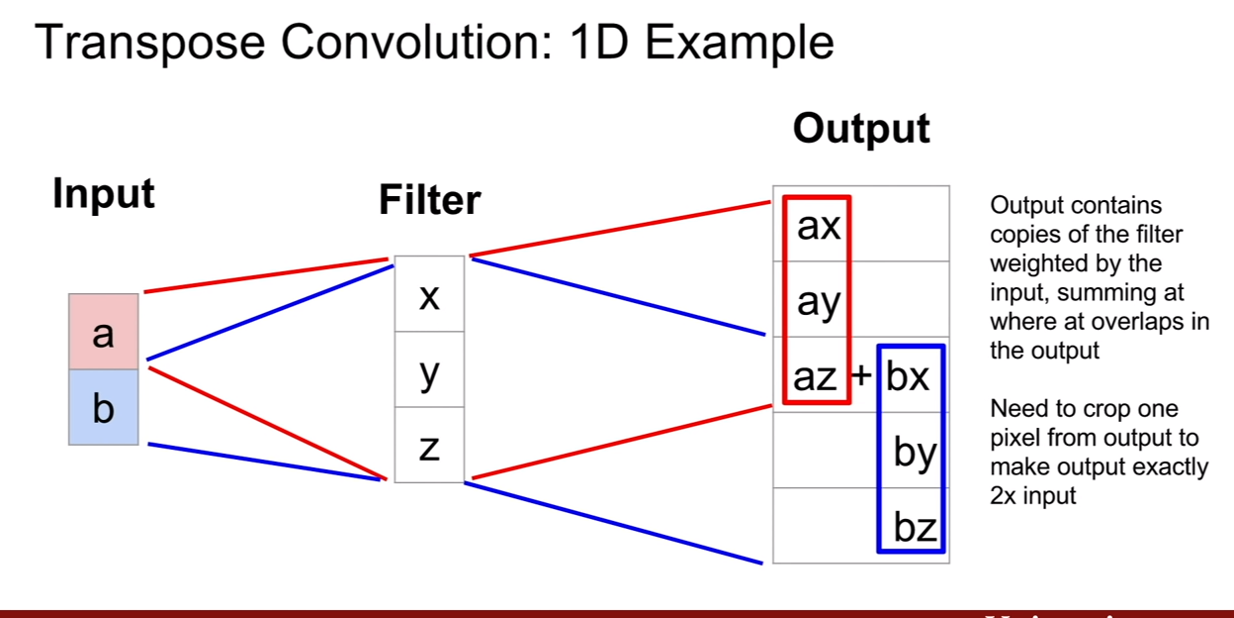 Transpose Convolution: 1D Example
Input
Filter
Output
a
b
x
y
z
ax
ay
az + bx
by
bz
Output contains
copies of the filter
weighted by the
input, summing at
where at overlaps in
the output
Need to crop one
pixel from output to
make output exactly
2x input